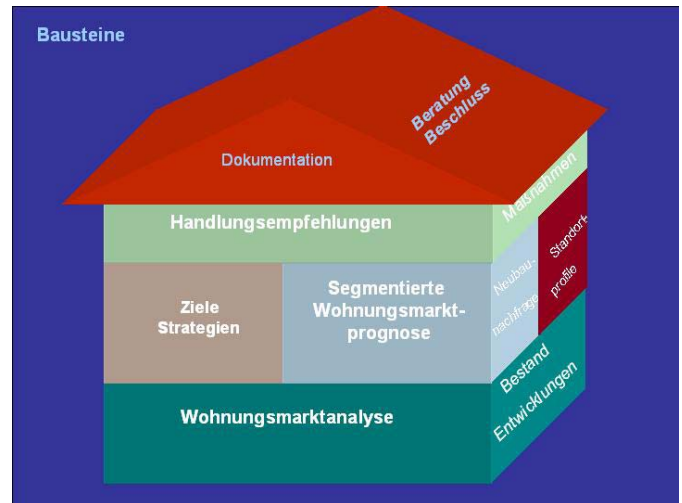 Bausteine
Beratung
Beschluss
Dokumentation
Handlungsempfehlungen
Maßnahmen
Ziele
Strategien
Segmentierte
Wohnungsmarkt-
prognose
Neubau-
nachfrage
Standort-
profile
Wohnungsmarktanalyse
Bestand
Entwicklungen